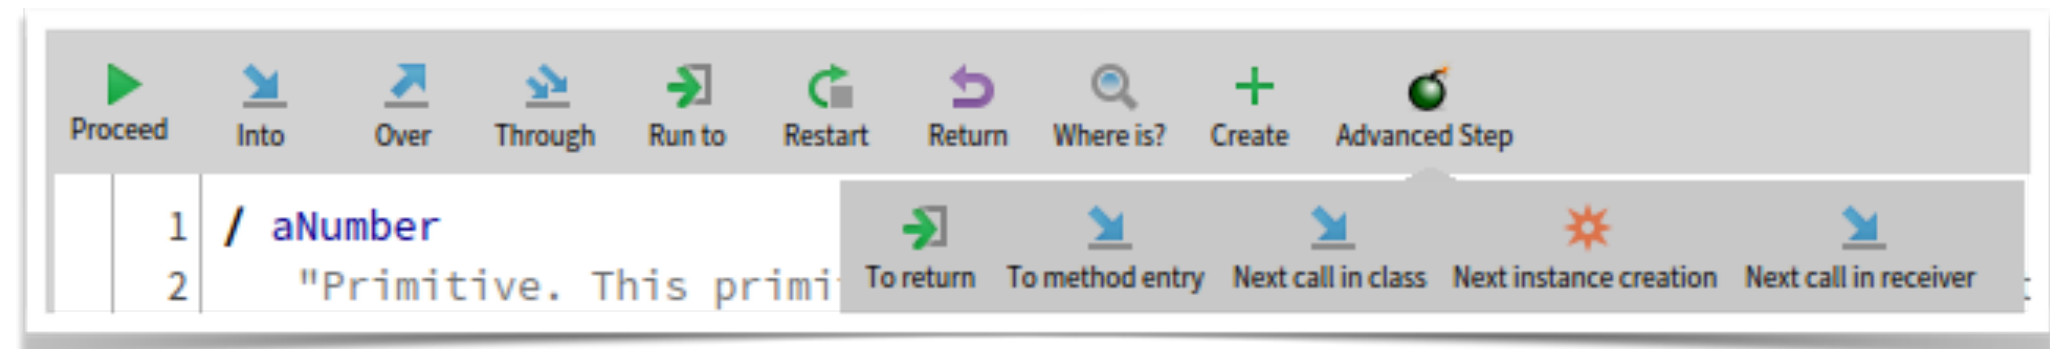 Proceed Into Over Through Run to Restart Return Where is? Create Advanced Step
1 / aNumber
2 "Primitive. This primi
To return To method entry Next call in class Next instance creation Next call in receiver